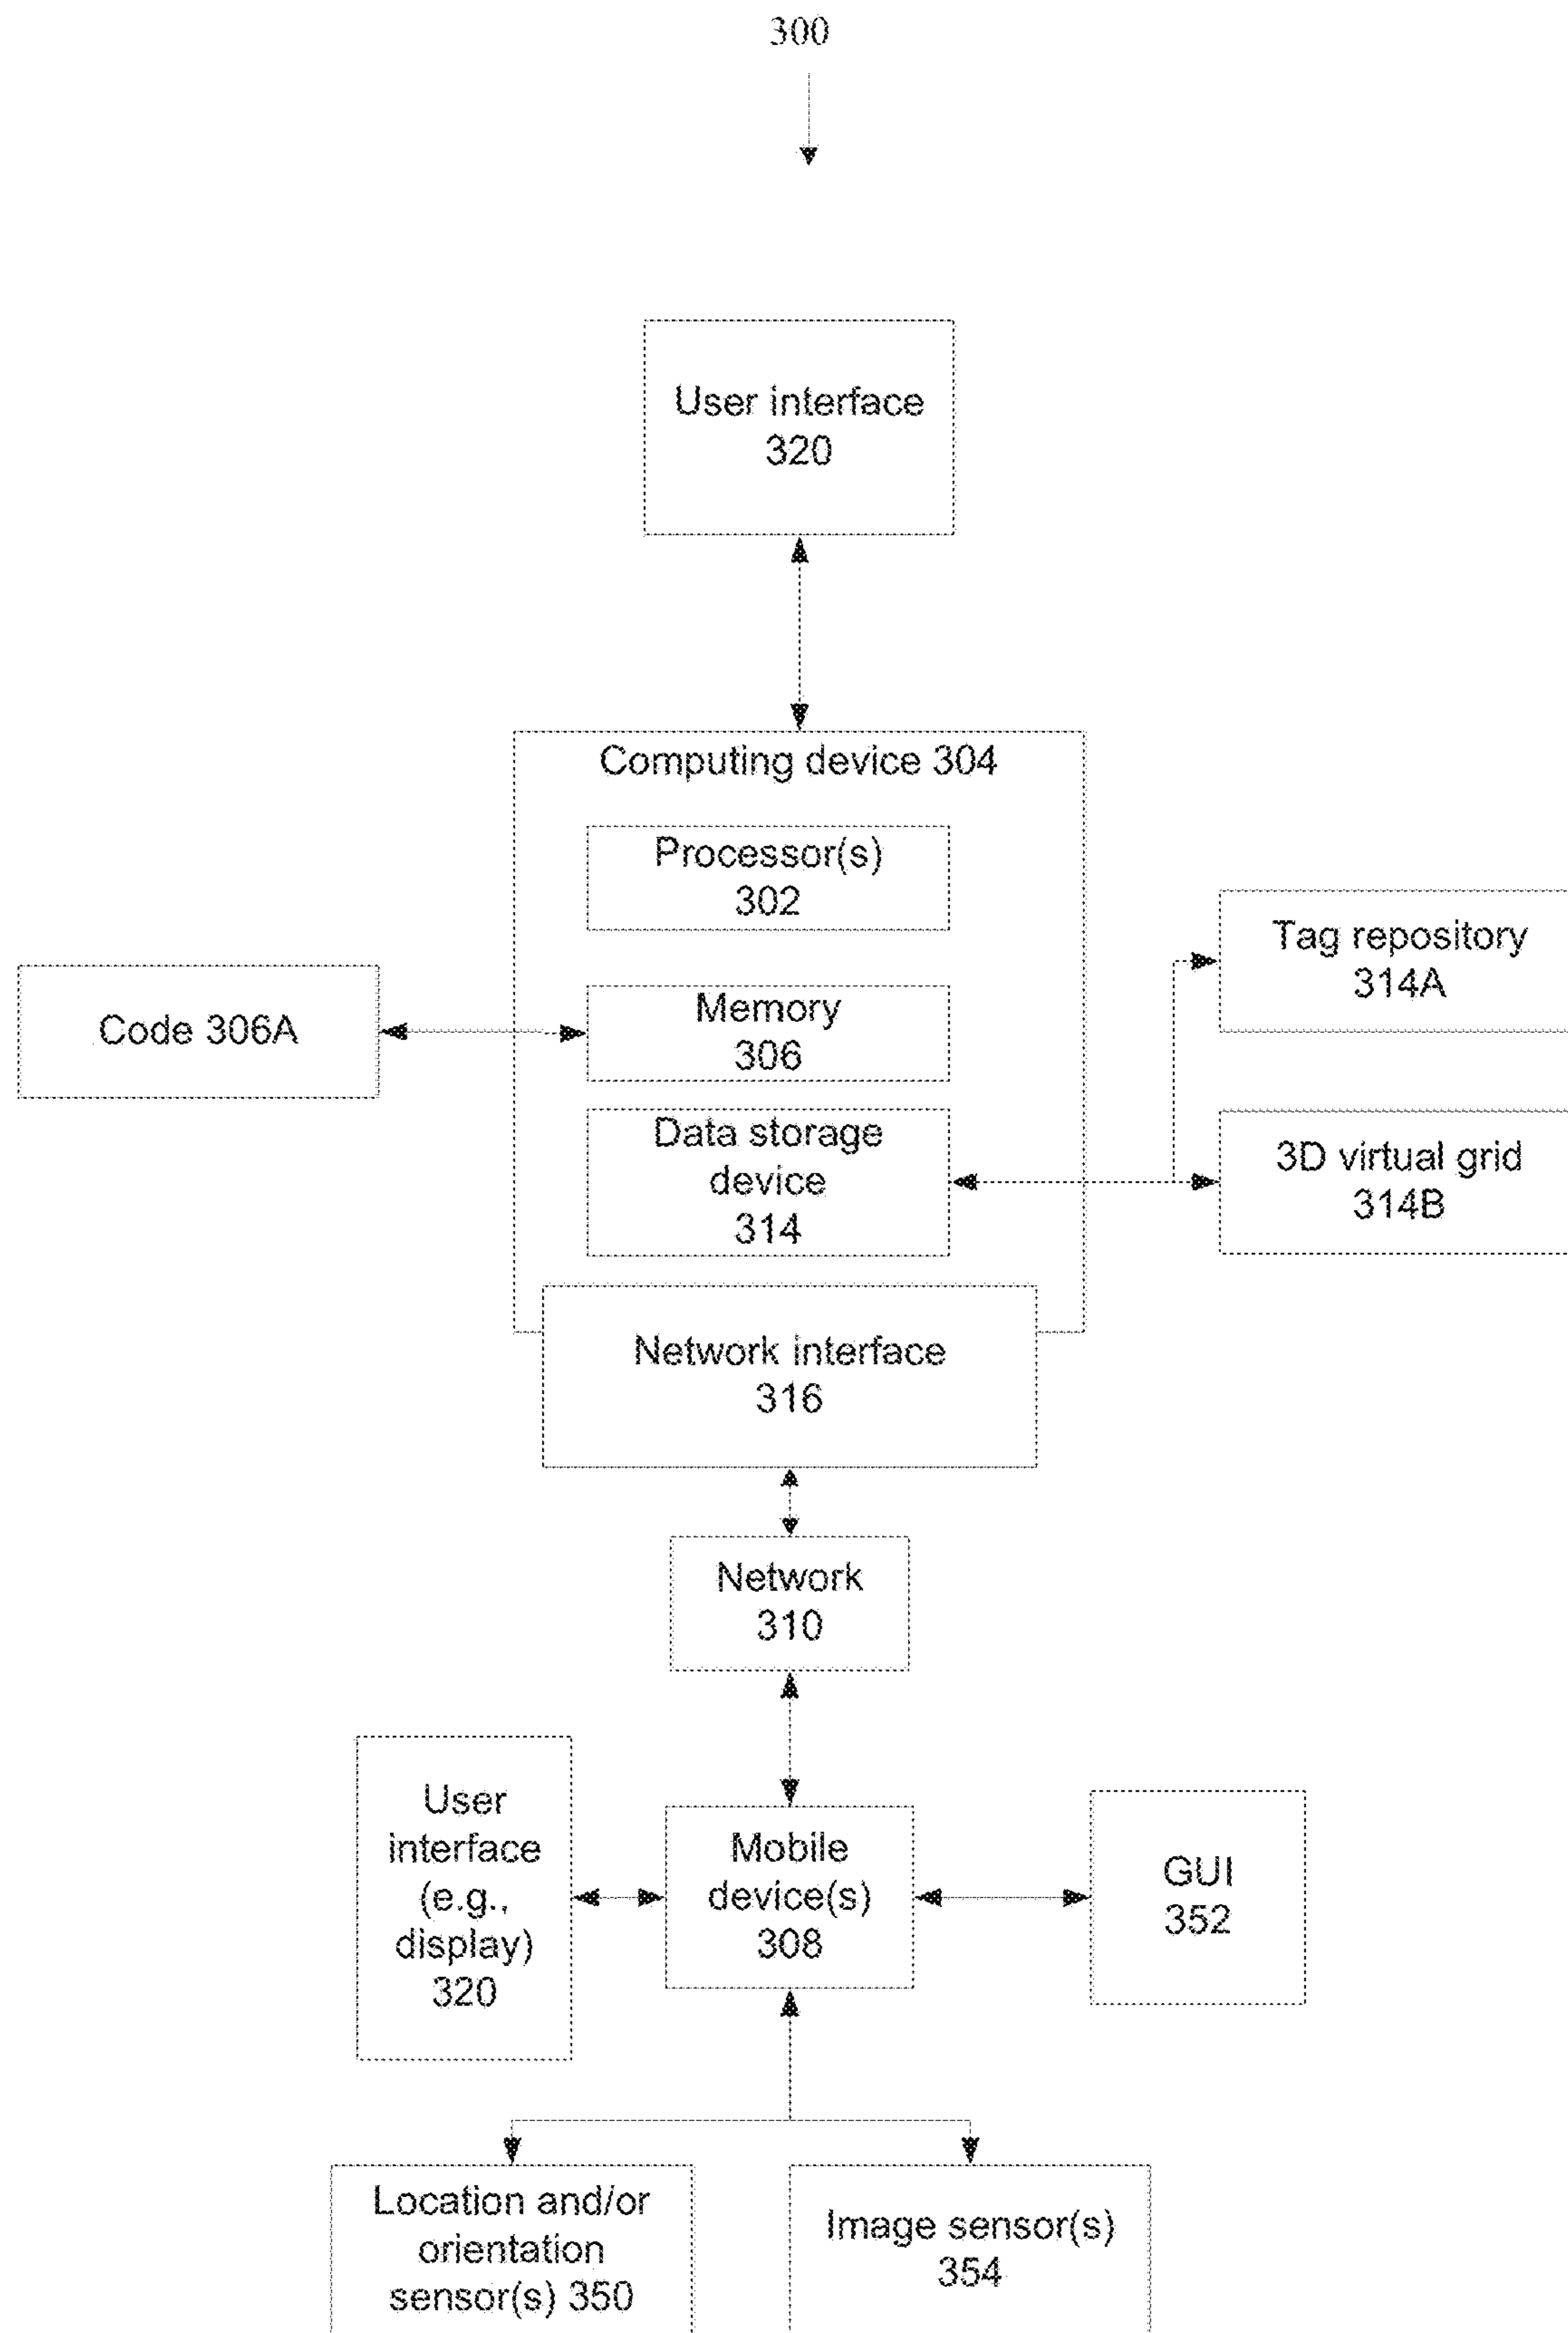 300
User interface
320
Computing device 304
Processor(s)
302
Code 306A
Memory
306
Tag repository
314A
Data storage
device
314
3D virtual grid
314B
Network interface
316
Network
310
User
interface
(e.g.,
display)
320
Mobile
device(s)
308
GUI
352
Location and/or
orientation
sensor(s) 350
Image sensor(s)
354